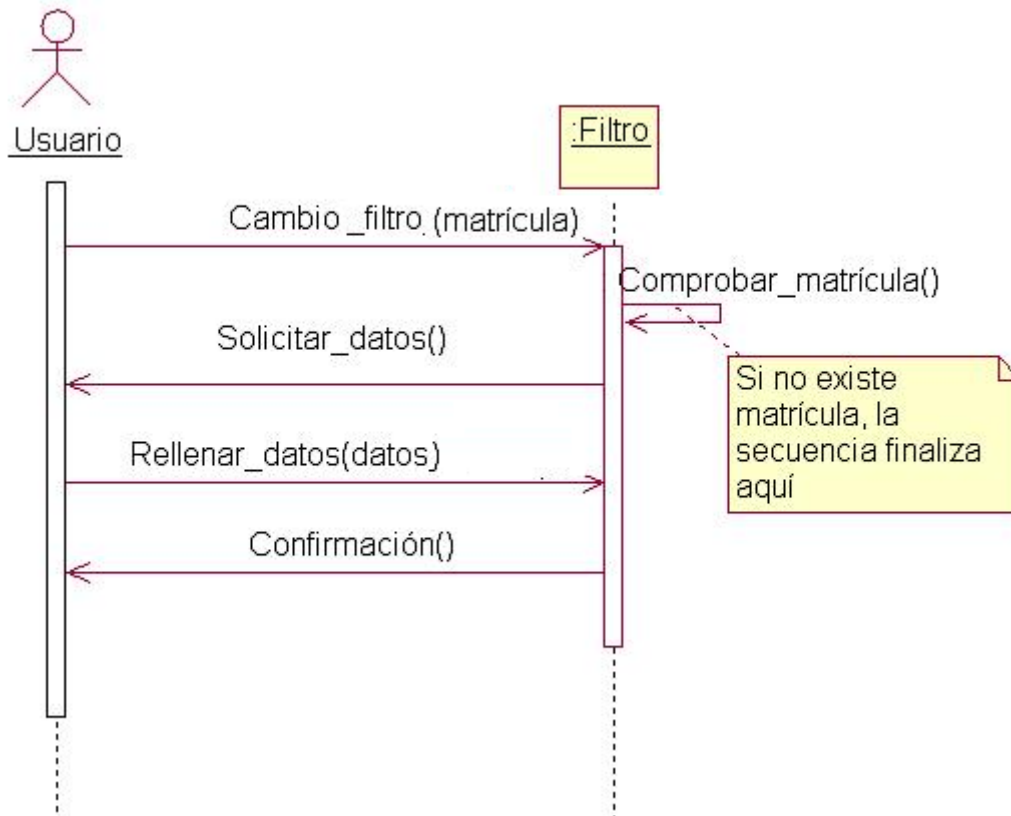 Usuario
:Filtro
Cambio _filtro. (matrícula)
Comprobar_matrícula()
Solicitar_datos()
Si no existe
matrícula, la
secuencia finaliza
aquí
Rellenar_datos(datos)
Confirmación()